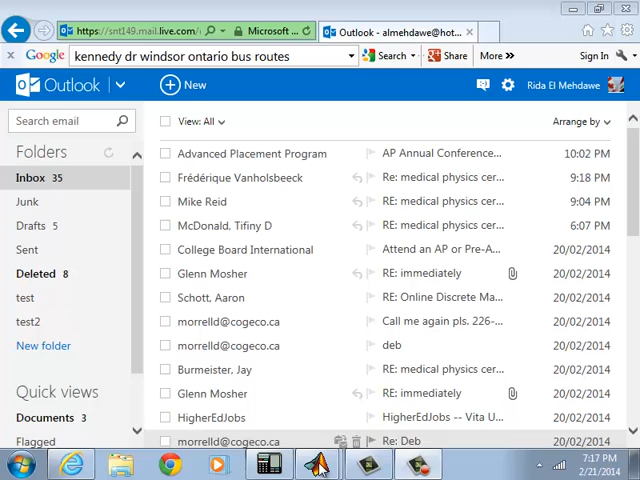 https://snt149.mail.live.com/
Microsoft ...
Outlook - almehdawe@hot...
Google
kennedy dr windsor ontario bus routes
Search
Share
More »
Sign In
Outlook
New
Rida El Mehdawe
Search email
View: All
Arrange by
Folders
Inbox 35
Junk
Drafts 5
Sent
Deleted 8
test
test2
New folder
Quick views
Documents 3
Flagged
Advanced Placement Program AP Annual Conference... 10:02 PM
Frédérique Vanholsbeeck Re: medical physics cer... 9:18 PM
Mike Reid RE: medical physics cer... 9:04 PM
McDonald, Tifiny D RE: medical physics cer... 6:07 PM
College Board International Attend an AP or Pre-A... 20/02/2014
Glenn Mosher RE: immediately 20/02/2014
Schott, Aaron RE: Online Discrete Ma... 20/02/2014
morrelld@cogeco.ca Call me again pls. 226-... 20/02/2014
morrelld@cogeco.ca deb 20/02/2014
Burmeister, Jay RE: medical physics cer... 20/02/2014
Glenn Mosher RE: immediately 20/02/2014
HigherEdJobs HigherEdJobs -- Vita U... 20/02/2014
morrelld@cogeco.ca Re: Deb 20/02/2014
7:17 PM
2/21/2014